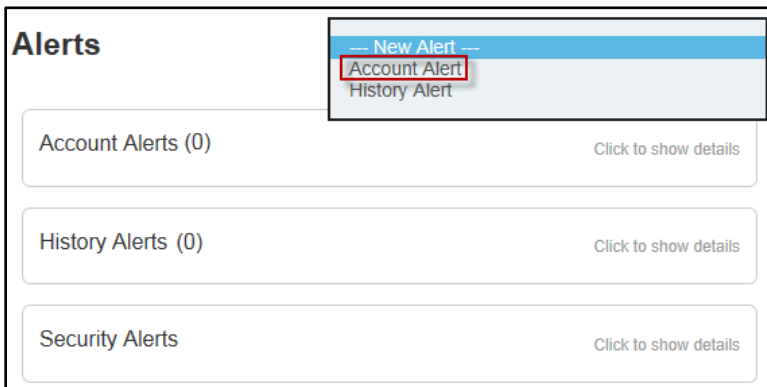 Alerts
--- New Alert ---
Account Alert
History Alert
Account Alerts (0)
Click to show details
History Alerts (0)
Click to show details
Security Alerts
Click to show details